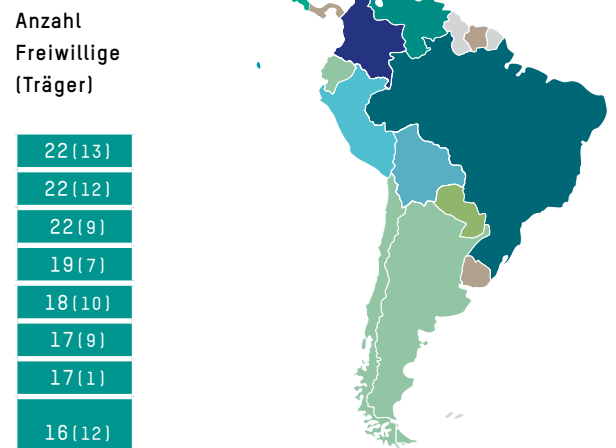 Anzahl
Freiwillige
(Träger)
22(13)
22(12)
22(9)
19(7)
18(10)
17(9)
17(1)
16(12)